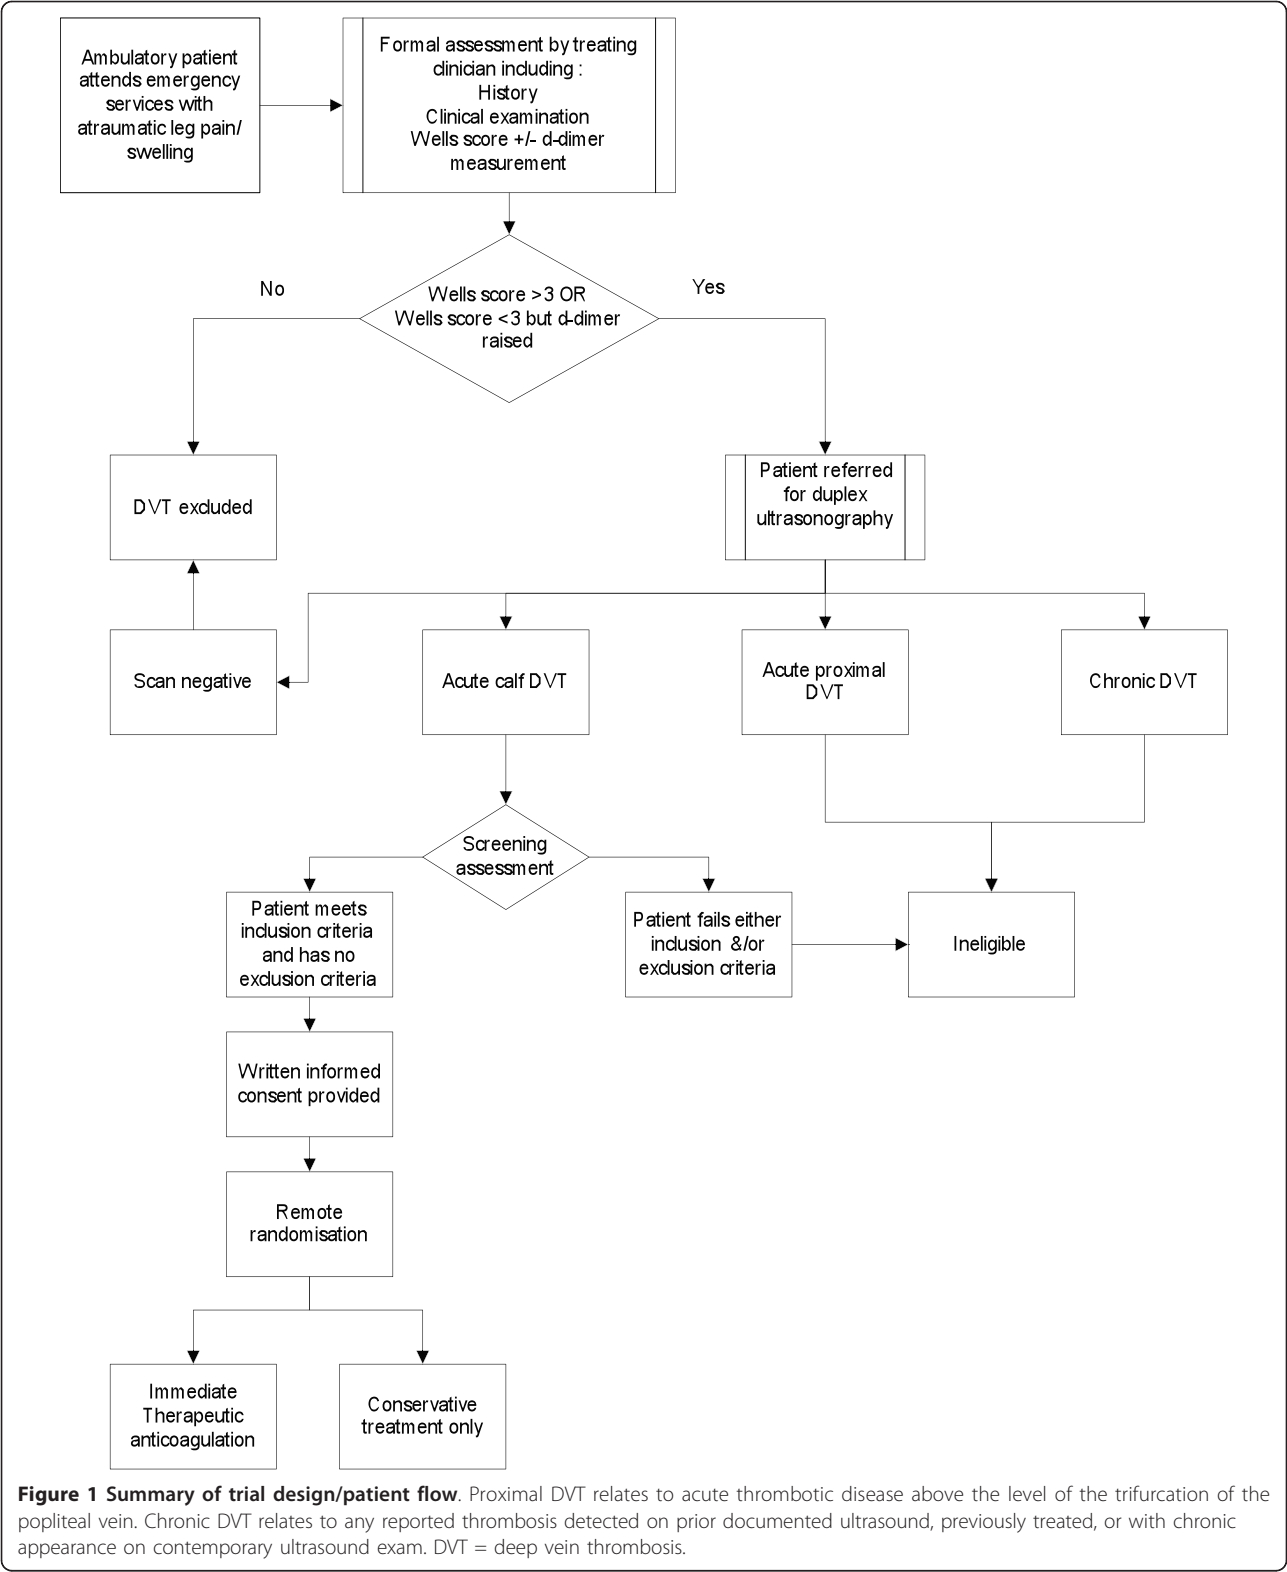 Ambulatory patient
attends emergency
services with
atraumatic leg pain/
swelling
Formal assessment by treating
clinician including :
History
Clinical examination
Wells score +/- d-dimer
measurement
No
Wells score >3 OR
Wells score <3 but d-dimer
raised
Yes
DVT excluded
Patient referred
for duplex
ultrasonography
Scan negative
Acute calf DVT
Acute proximal
DVT
Chronic DVT
Screening
assessment
Patient meets
inclusion criteria
and has no
exclusion criteria
Patient fails either
inclusion &/or
exclusion criteria
Ineligible
Written informed
consent provided
Remote
randomisation
Immediate
Therapeutic
anticoagulation
Conservative
treatment only
Figure 1 Summary of trial design/patient flow. Proximal DVT relates to acute thrombotic disease above the level of the trifurcation of the
popliteal vein. Chronic DVT relates to any reported thrombosis detected on prior documented ultrasound, previously treated, or with chronic
appearance on contemporary ultrasound exam. DVT = deep vein thrombosis.